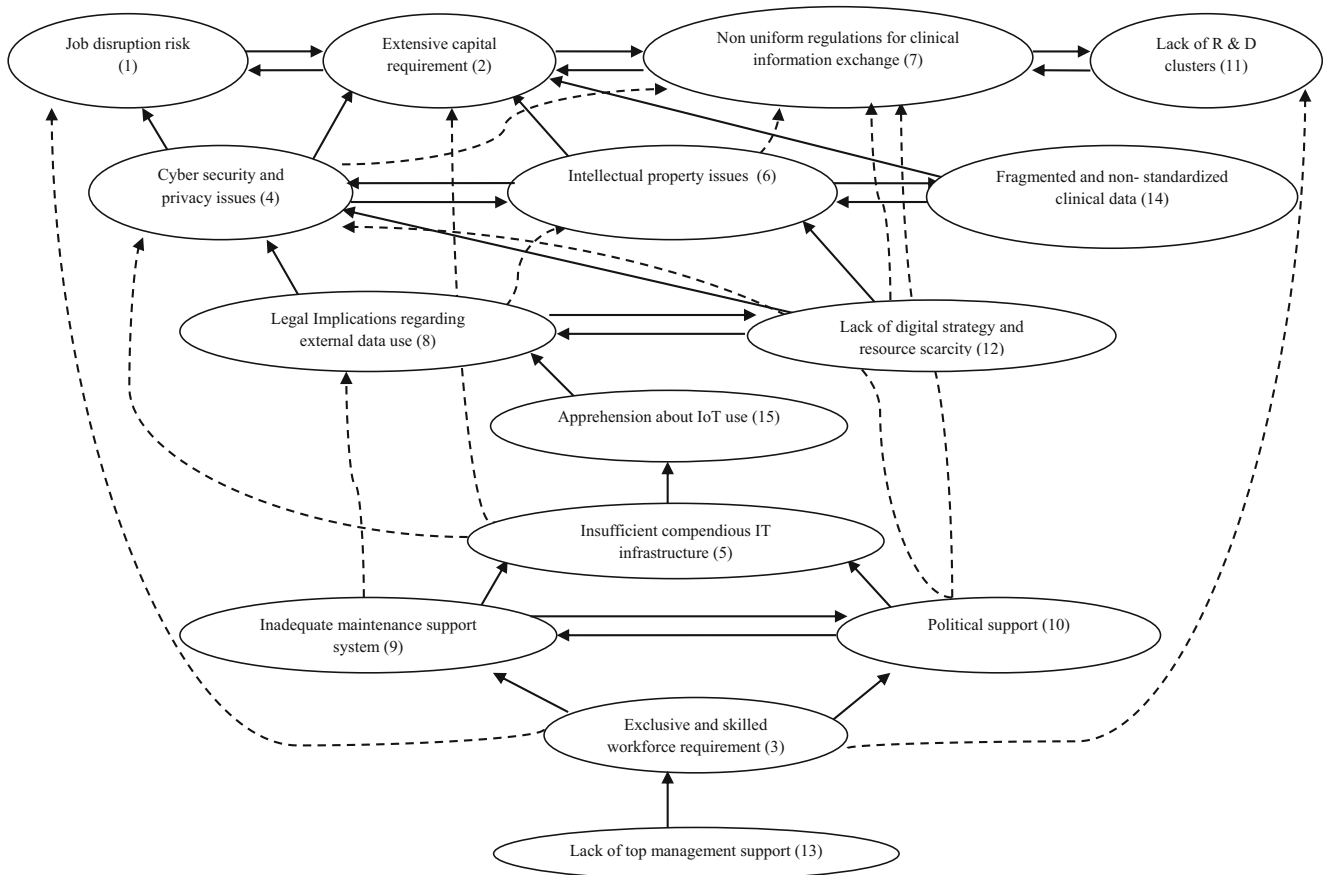 Job disruption risk
(1)
Extensive capital
requirement (2)
Non uniform regulations for clinical
information exchange (7)
Lack of R & D
clusters (11)
Cyber security and
privacy issues (4)
Intellectual property issues (6)
Fragmented and non- standardized
clinical data (14)
Legal Implications regarding
external data use (8)
Lack of digital strategy and
resource scarcity (12)
Apprehension about IoT use (15)
Insufficient compendious IT
infrastructure (5)
Inadequate maintenance support
system (9)
Political support (10)
Exclusive and skilled
workforce requirement (3)
Lack of top management support (13)